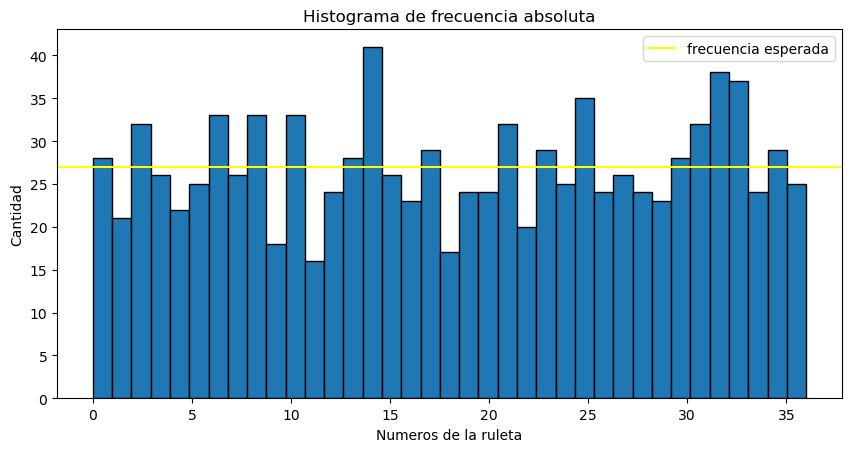 Histograma de frecuencia absoluta
frecuencia esperada
40
35
30
25
20
15
10
5
0
Cantidad
0 5 10 15 20 25 30 35
Numeros de la ruleta